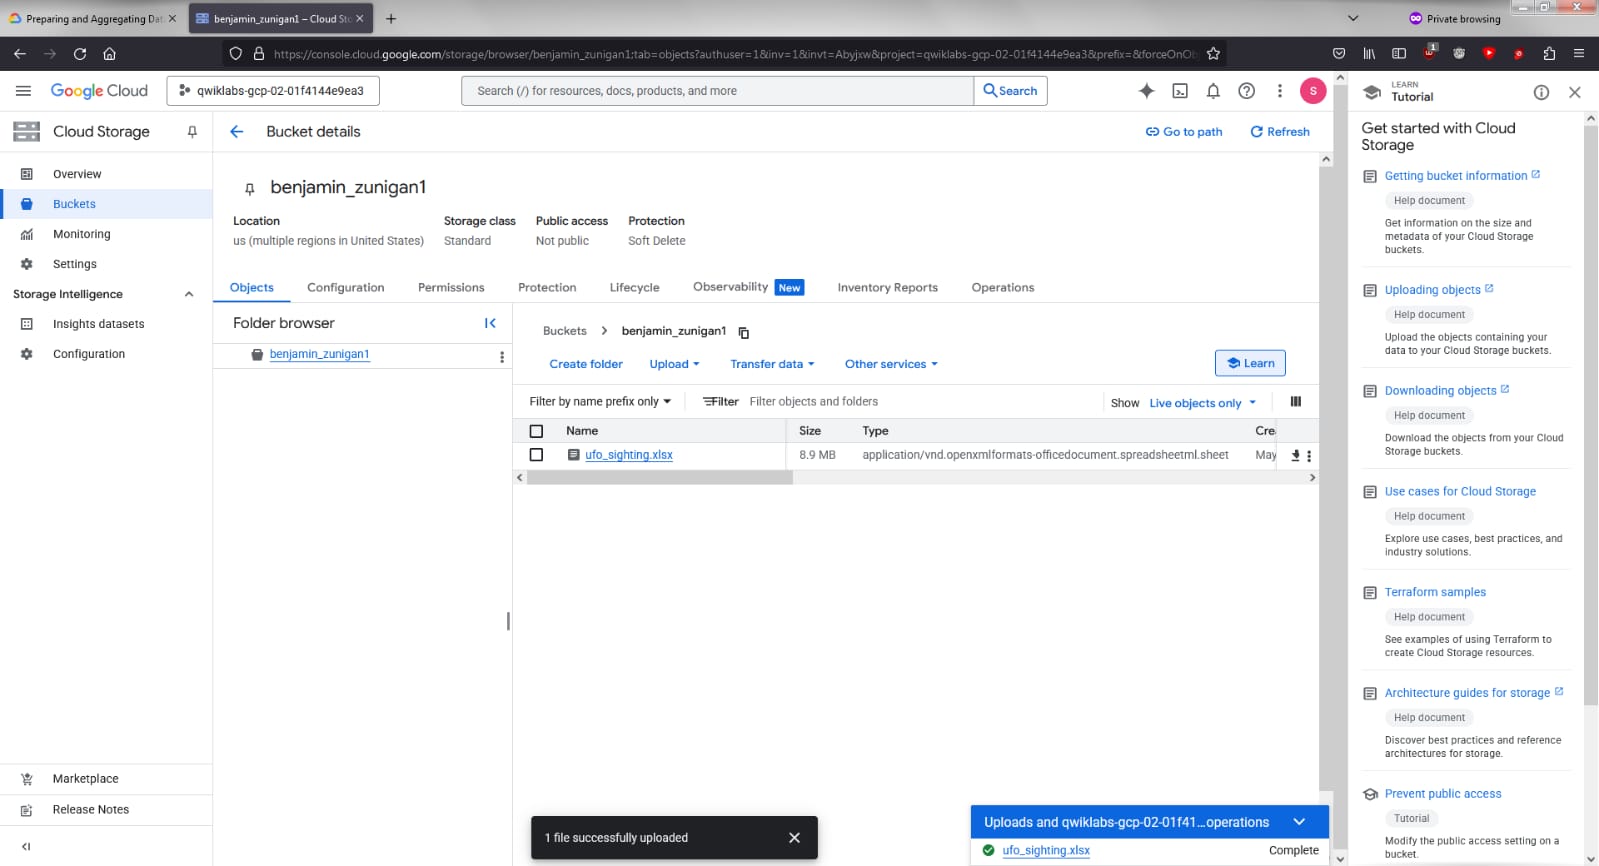 Preparing and Aggregating Dat
benjamin_zunigan1 – Cloud Sto
Private browsing
https://console.cloud.google.com/storage/browser/benjamin_zunigan1;tab=objects?authuser=1&inv=1&invt=Abyjxw&project=qwiklabs-gcp-02-01f4144e9ea3&prefix=&forceOnObj
1
Google Cloud
qwiklabs-gcp-02-01f4144e9ea3
Search (/) for resources, docs, products, and more
Search
S
LEARN
Tutorial
Cloud Storage
Bucket details
Go to path
Refresh
Overview
Buckets
Monitoring
Settings
Storage Intelligence
Insights datasets
Configuration
Marketplace
Release Notes
benjamin_zunigan1
Location
us (multiple regions in United States)
Storage class
Standard
Public access
Not public
Protection
Soft Delete
Objects
Configuration
Permissions
Protection
Lifecycle
Observability New
Inventory Reports
Operations
Folder browser
benjamin_zunigan1
Buckets > benjamin_zunigan1
Create folder
Upload
Transfer data
Other services
Learn
Filter by name prefix only
Filter Filter objects and folders
Show Live objects only
Name Size Type Crea
ufo_sighting.xlsx 8.9 MB application/vnd.openxmlformats-officedocument.spreadsheetml.sheet May
1 file successfully uploaded
Uploads and qwiklabs-gcp-02-01f41...operations
ufo_sighting.xlsx Complete
Get started with Cloud
Storage
Getting bucket information
Help document
Get information on the size and
metadata of your Cloud Storage
buckets.
Uploading objects
Help document
Upload the objects containing your
data to your Cloud Storage buckets.
Downloading objects
Help document
Download the objects from your Cloud
Storage buckets.
Use cases for Cloud Storage
Help document
Explore use cases, best practices, and
industry solutions.
Terraform samples
Help document
See examples of using Terraform to
create Cloud Storage resources.
Architecture guides for storage
Help document
Discover best practices and reference
architectures for storage.
Prevent public access
Tutorial
Modify the public access setting on a
bucket.